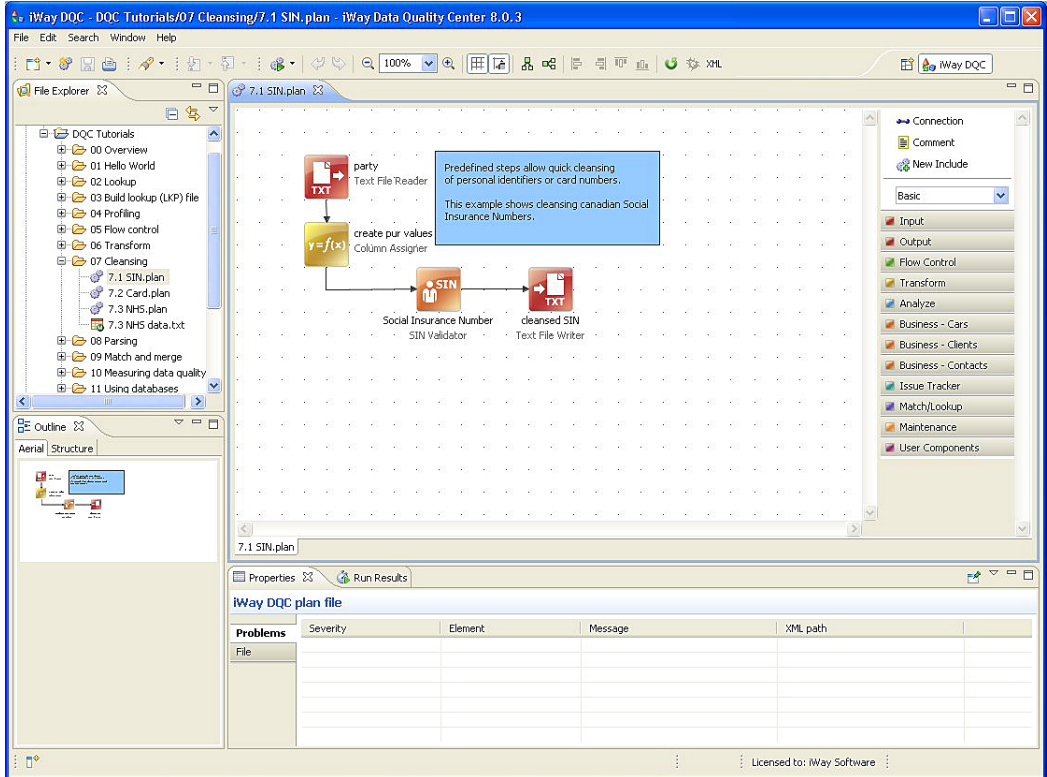 iWay DQC - DQC Tutorials/07 Cleansing/7.1 SIN.plan - iWay Data Quality Center 8.0.3
File Edit Search Window Help
100%
XML
iWay DQC
File Explorer
7.1 SIN.plan
DQC Tutorials
00 Overview
01 Hello World
02 Lookup
03 Build lookup (LKP) file
04 Profiling
05 Flow control
06 Transform
07 Cleansing
7.1 SIN.plan
7.2 Card.plan
7.3 NHS.plan
7.3 NHS data.txt
08 Parsing
09 Match and merge
10 Measuring data quality
11 Using databases
TXT
party
Text File Reader
Predefined steps allow quick cleansing
of personal identifiers or card numbers.
This example shows cleansing canadian Social
Insurance Numbers.
y=f(x)
create pur values
Column Assigner
SIN
Social Insurance Number
SIN Validator
TXT
cleansed SIN
Text File Writer
Connection
Comment
New Include
Basic
Input
Output
Flow Control
Transform
Analyze
Business - Cars
Business - Clients
Business - Contacts
Issue Tracker
Match/Lookup
Maintenance
User Components
7.1 SIN.plan
Outline
Aerial Structure
Properties Run Results
iWay DQC plan file
Problems
File
Severity Element Message XML path
Licensed to: iWay Software